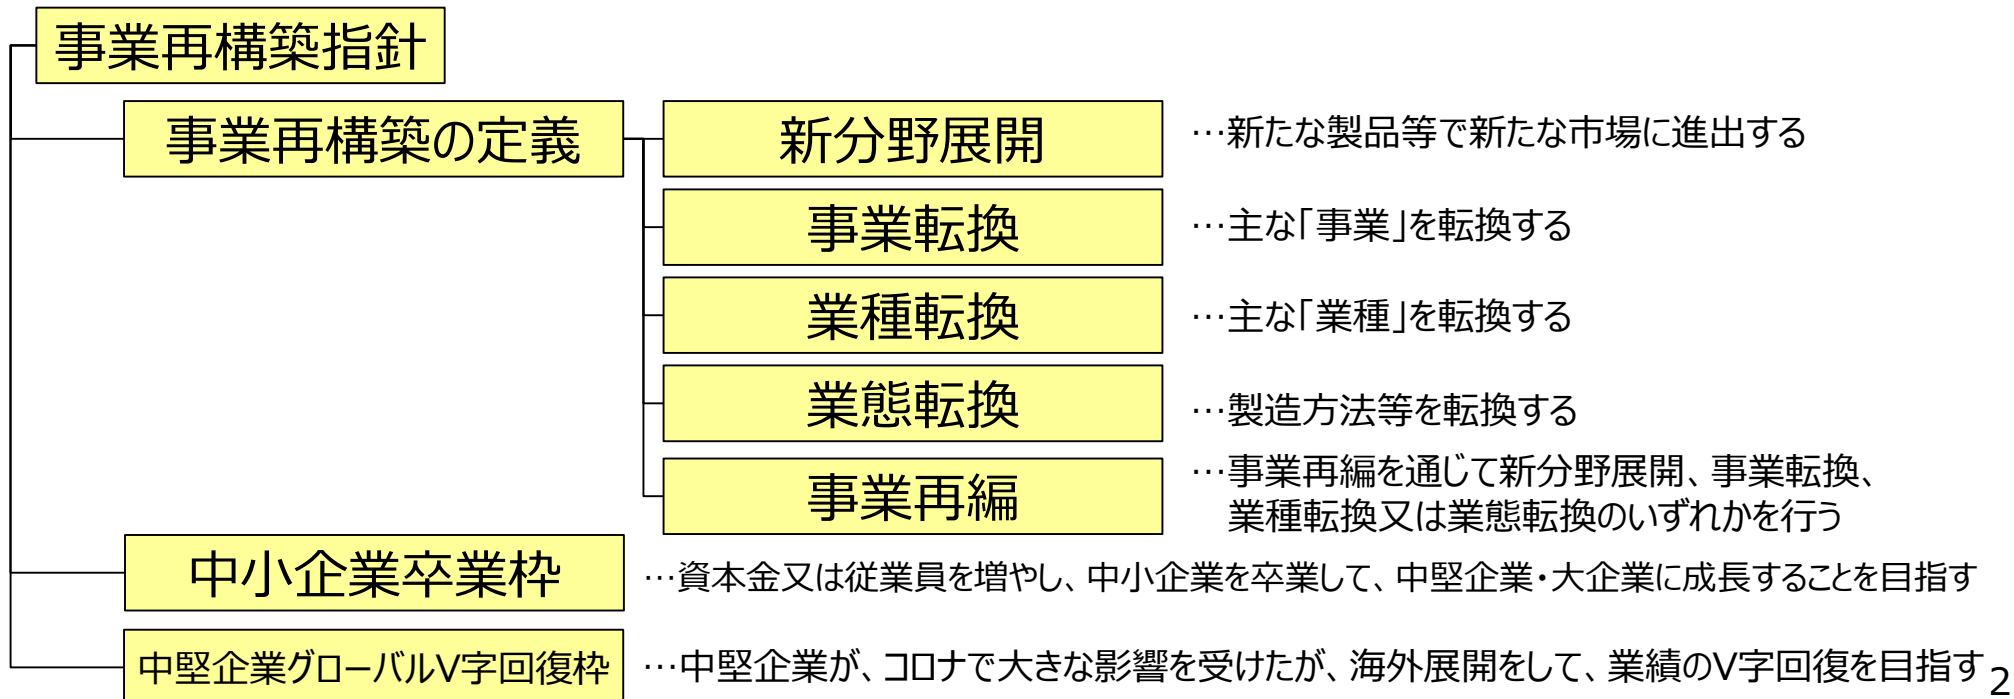 事業再構築指針
事業再構築の定義
新分野展開
…新たな製品等で新たな市場に進出する
事業転換
…主な「事業」を転換する
業種転換
…主な「業種」を転換する
業態転換
…製造方法等を転換する
事業再編
…事業再編を通じて新分野展開、事業転換、
業種転換又は業態転換のいずれかを行う
中小企業卒業枠
…資本金又は従業員を増やし、中小企業を卒業して、中堅企業・大企業に成長することを目指す
中堅企業グローバルV字回復枠
…中堅企業が、コロナで大きな影響を受けたが、海外展開をして、業績のV字回復を目指す
2